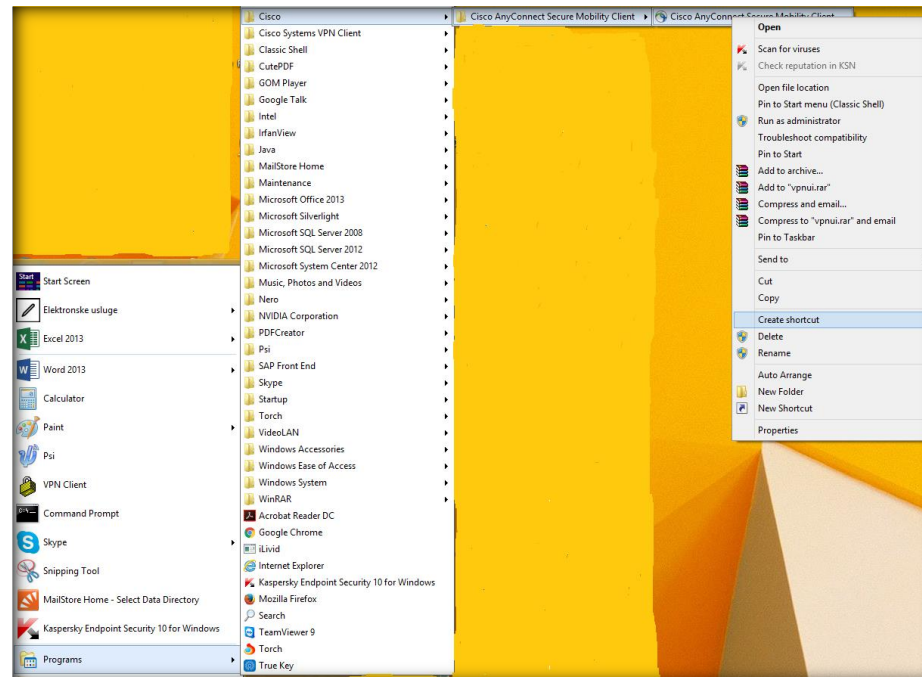 Cisco
Cisco Systems VPN Client
Classic Shell
CutePDF
GOM Player
Google Talk
Intel
IrfanView
Java
MailStore Home
Maintenance
Microsoft Office 2013
Microsoft Silverlight
Microsoft SQL Server 2008
Microsoft SQL Server 2012
Microsoft System Center 2012
Music, Photos and Videos
Nero
NVIDIA Corporation
PDFCreator
Psi
SAP Front End
Skype
Startup
Torch
VideoLAN
Windows Accessories
Windows Ease of Access
Windows System
WinRAR
Acrobat Reader DC
Google Chrome
iLivid
Internet Explorer
Kaspersky Endpoint Security 10 for Windows
Mozilla Firefox
Search
TeamViewer 9
Torch
True Key
Cisco AnyConnect Secure Mobility Client
Cisco AnyConnect Secure Mobility Client
Open
Scan for viruses
Check reputation in KSN
Open file location
Pin to Start menu (Classic Shell)
Run as administrator
Troubleshoot compatibility
Pin to Start
Add to archive...
Add to "vpnui.rar"
Compress and email...
Compress to "vpnui.rar" and email
Pin to Taskbar
Send to
Cut
Copy
Create shortcut
Delete
Rename
Auto Arrange
New Folder
New Shortcut
Properties
Start
Start Screen
Elektronske usluge
Excel 2013
Word 2013
Calculator
Paint
Psi
VPN Client
Command Prompt
Skype
Snipping Tool
MailStore Home - Select Data Directory
Kaspersky Endpoint Security 10 for Windows
Programs